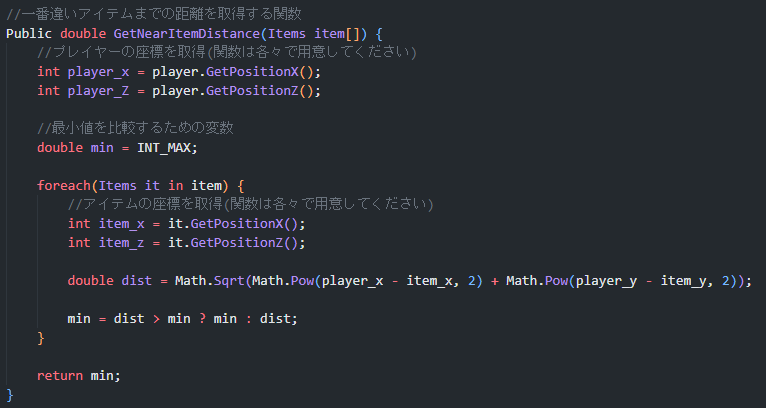 //一番違いアイテムまでの距離を取得する関数
Public double GetNearItemDistance(Items item[]) {
//プレイヤーの座標を取得(関数は各々で用意してください)
int player_x = player.GetPositionX();
int player_Z = player.GetPositionZ();
//最小値を比較するための変数
double min = INT_MAX;
foreach(Items it in item) {
//アイテムの座標を取得(関数は各々で用意してください)
int item_x = it.GetPositionX();
int item_z = it.GetPositionZ();
double dist = Math.Sqrt(Math.Pow(player_x - item_x, 2) + Math.Pow(player_y - item_y, 2));
min = dist > min ? min : dist;
}
return min;
}